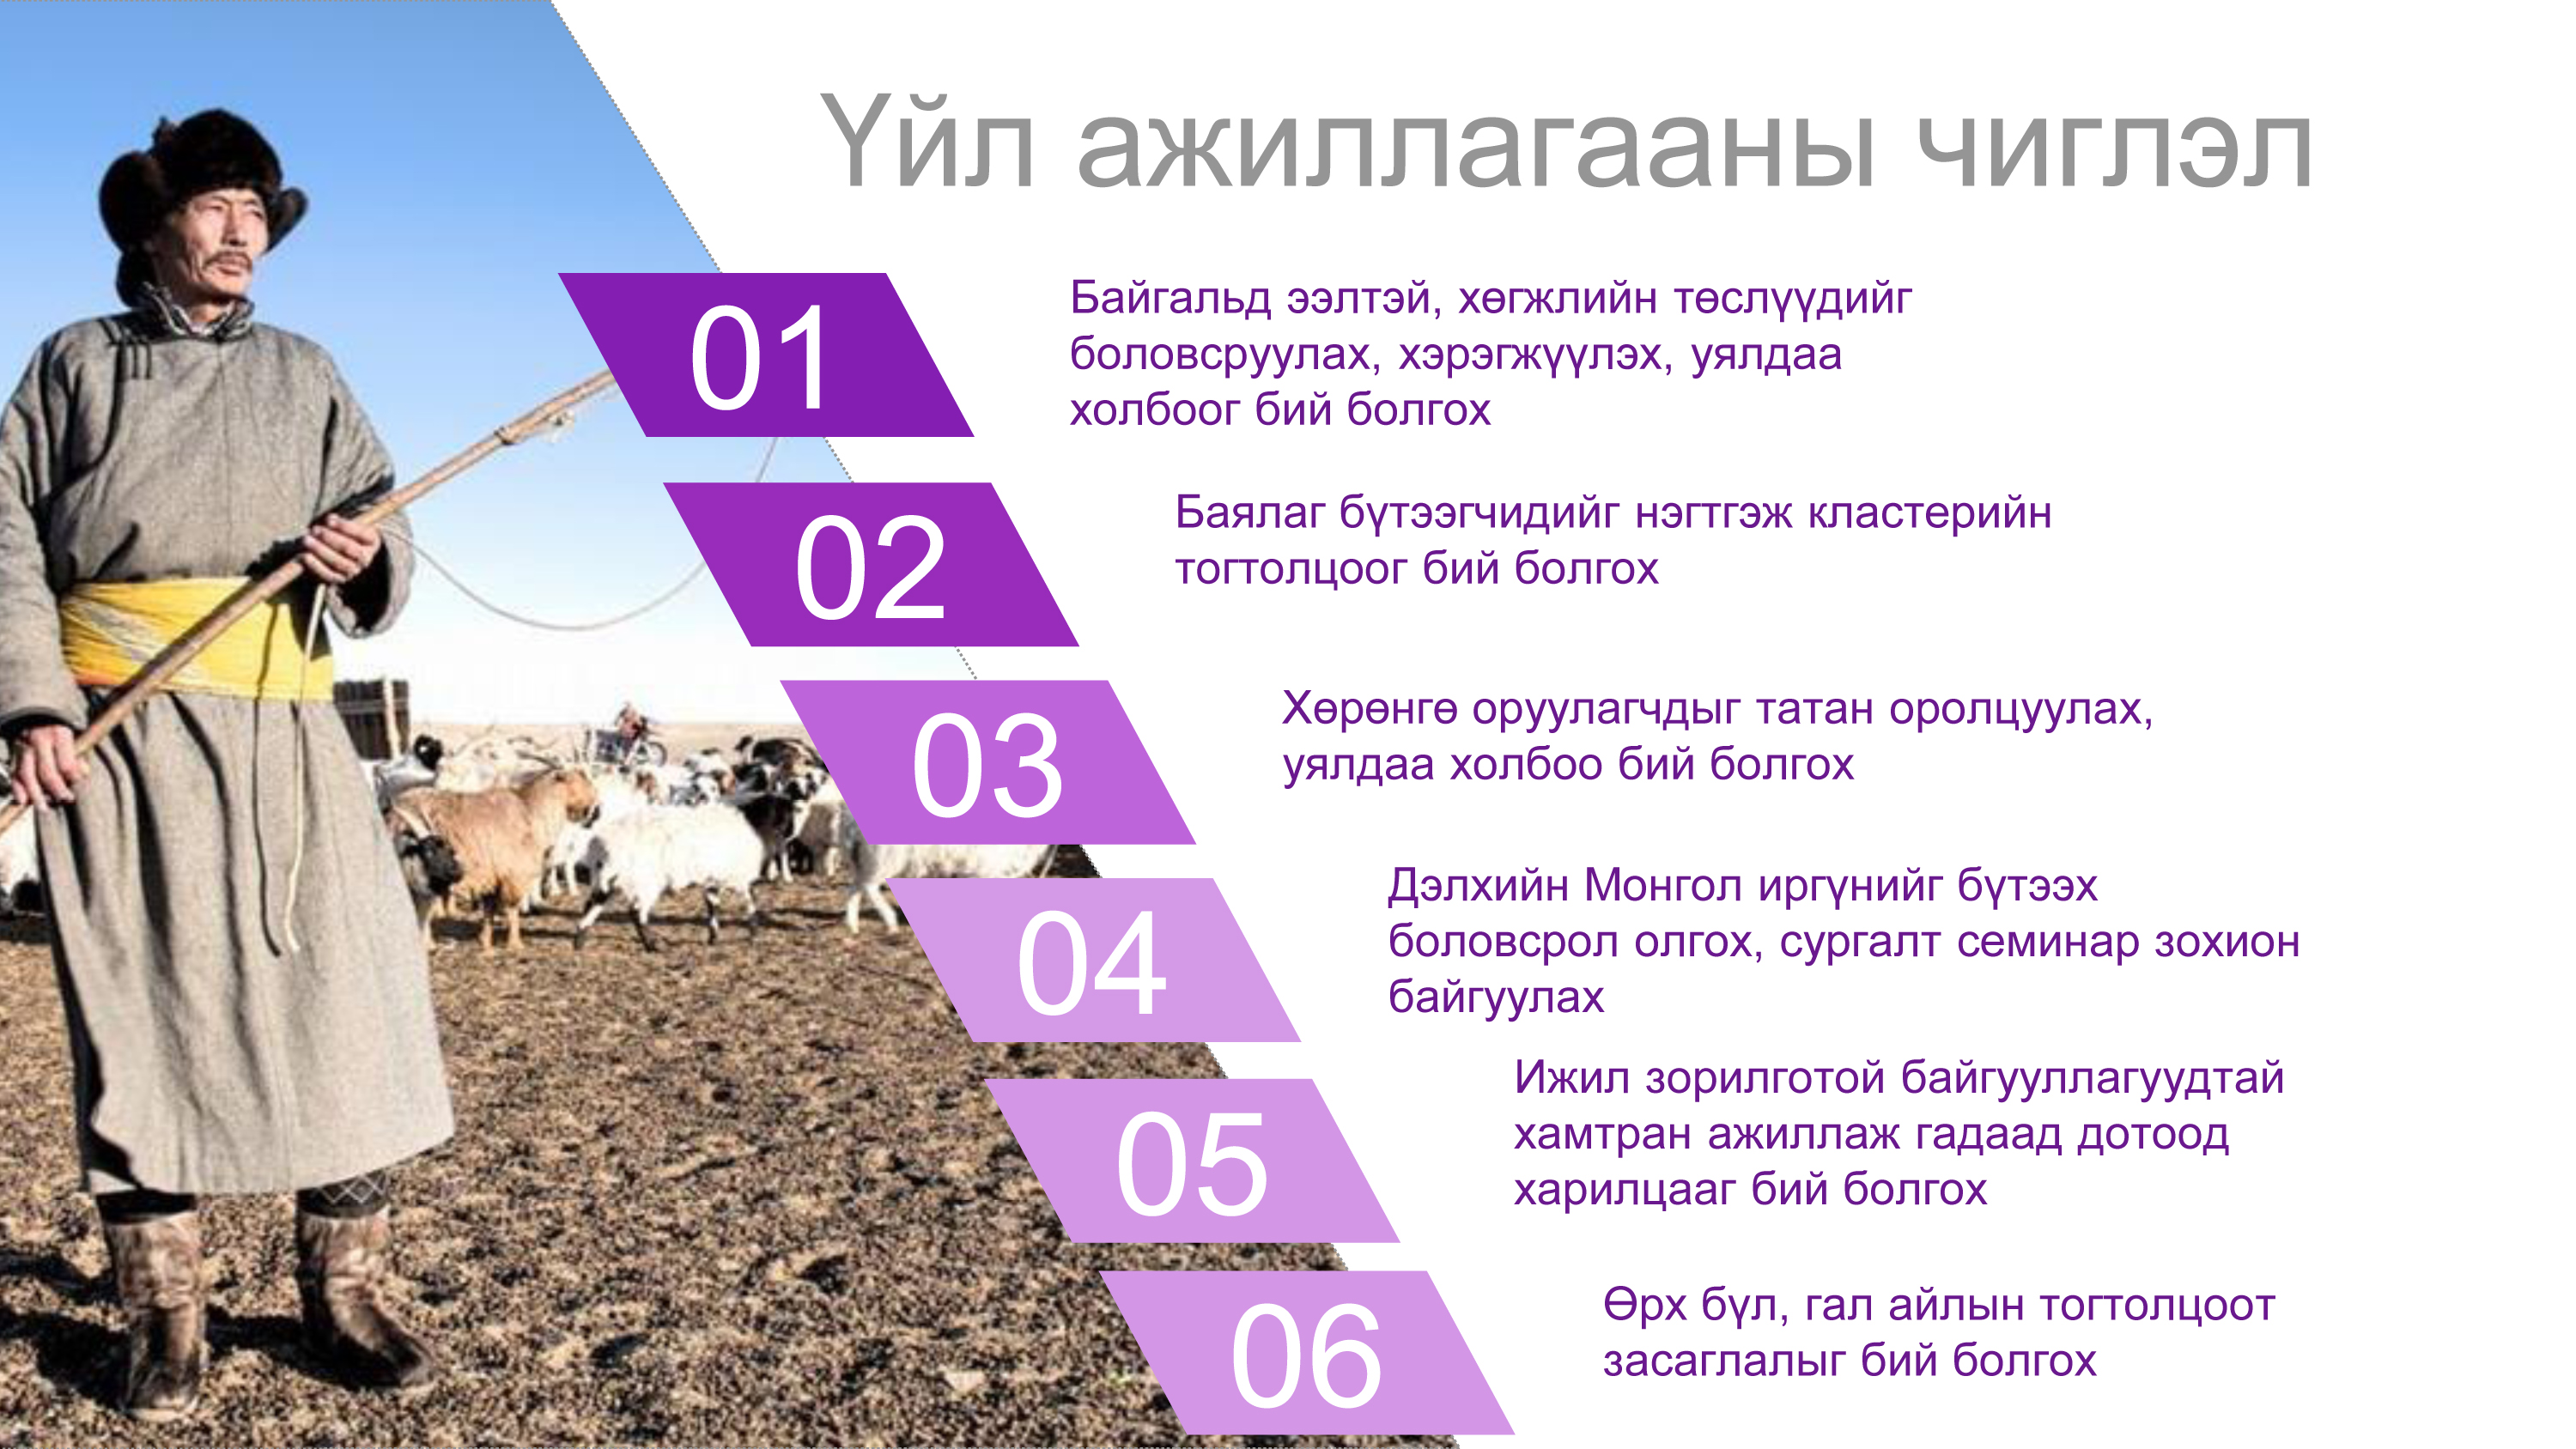 Үйл ажиллагааны чиглэл
01
Байгальд ээлтэй, хөгжлийн төслүүдийг
боловсруулах, хэрэгжүүлэх, уялдаа
холбоог бий болгох
02
Баялаг бүтээгчидийг нэгтгэж кластерийн
тогтолцоог бий болгох
03
Хөрөнгө оруулагчдыг татан оролцуулах,
уялдаа холбоо бий болгох
04
Дэлхийн Монгол иргүнийг бүтээх
боловсрол олгох, сургалт семинар зохион
байгуулах
05
Ижил зорилготой байгууллагуудтай
хамтран ажиллаж гадаад дотоод
харилцааг бий болгох
06
Өрх бүл, гал айлын тогтолцоот
засаглалыг бий болгох